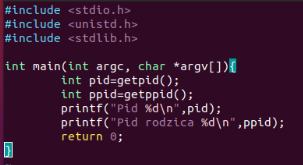 #include <stdio.h>
#include <unistd.h>
#include <stdlib.h>

int main(int argc, char *argv[]){
        int pid=getpid();
        int ppid=getppid();
        printf("Pid %d\n",pid);
        printf("Pid rodzica %d\n",ppid);
        return 0;
}